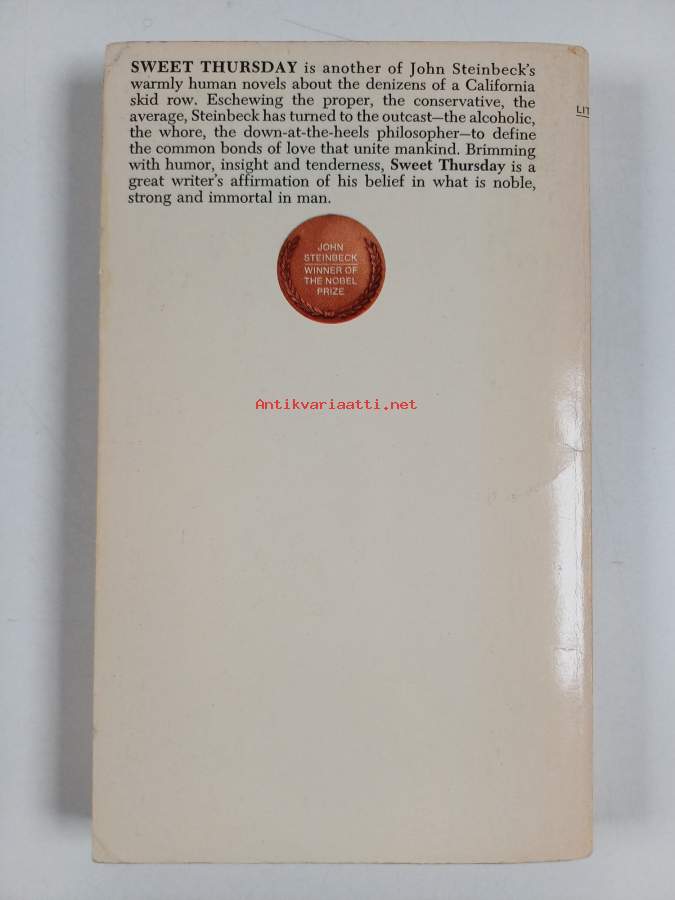 SWEET THURSDAY is another of John Steinbeck's
warmly human novels about the denizens of a California
skid row. Eschewing the proper, the conservative, the
average, Steinbeck has turned to the outcast—the alcoholic,
the whore, the down-at-the-heels philosopher—to define
the common bonds of love that unite mankind. Brimming
with humor, insight and tenderness, Sweet Thursday is a
great writer's affirmation of his belief in what is noble,
strong and immortal in man.
LIT
JOHN
STEINBECK
WINNER OF
THE NOBEL
PRIZE
Antikvariaatti.net